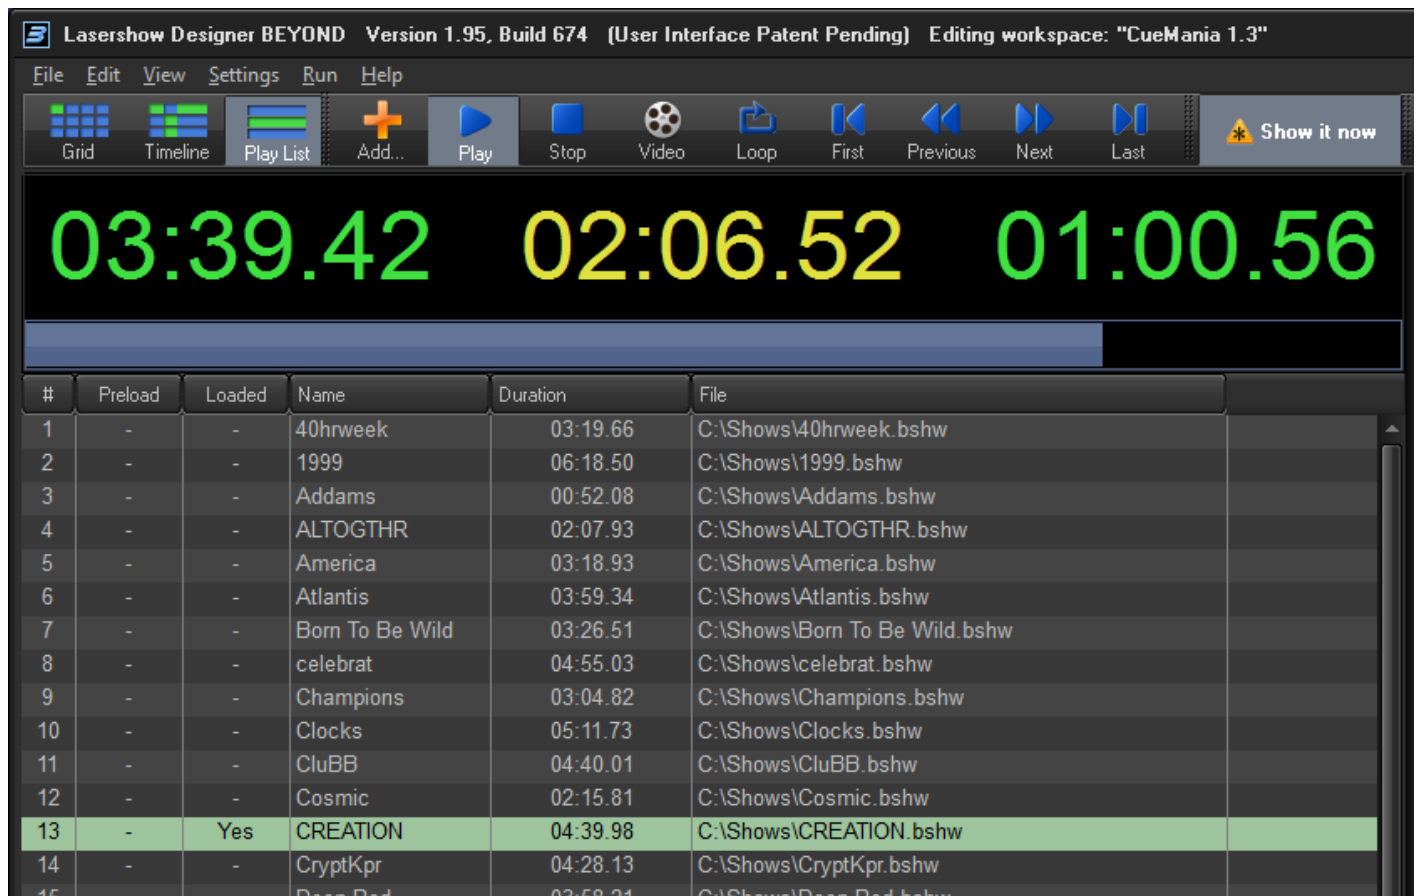 Lasershow Designer BEYOND Version 1.95, Build 674 (User Interface Patent Pending) Editing workspace: "CueMania 1.3"
File Edit View Settings Run Help
Grid Timeline Play List Add... Play Stop Video Loop First Previous Next Last Show it now
03:39.42 02:06.52 01:00.56
# Preload Loaded Name Duration File
1 - - 40hrweek 03:19.66 C:\Shows\40hrweek.bshw
2 - - 1999 06:18.50 C:\Shows\1999.bshw
3 - - Addams 00:52.08 C:\Shows\Addams.bshw
4 - - ALTOGTHR 02:07.93 C:\Shows\ALTOGTHR.bshw
5 - - America 03:18.93 C:\Shows\America.bshw
6 - - Atlantis 03:59.34 C:\Shows\Atlantis.bshw
7 - - Born To Be Wild 03:26.51 C:\Shows\Born To Be Wild.bshw
8 - - celebrat 04:55.03 C:\Shows\celebrat.bshw
9 - - Champions 03:04.82 C:\Shows\Champions.bshw
10 - - Clocks 05:11.73 C:\Shows\Clocks.bshw
11 - - CluBB 04:40.01 C:\Shows\CluBB.bshw
12 - - Cosmic 02:15.81 C:\Shows\Cosmic.bshw
13 - Yes CREATION 04:39.98 C:\Shows\CREATION.bshw
14 - - CryptKpr 04:28.13 C:\Shows\CryptKpr.bshw